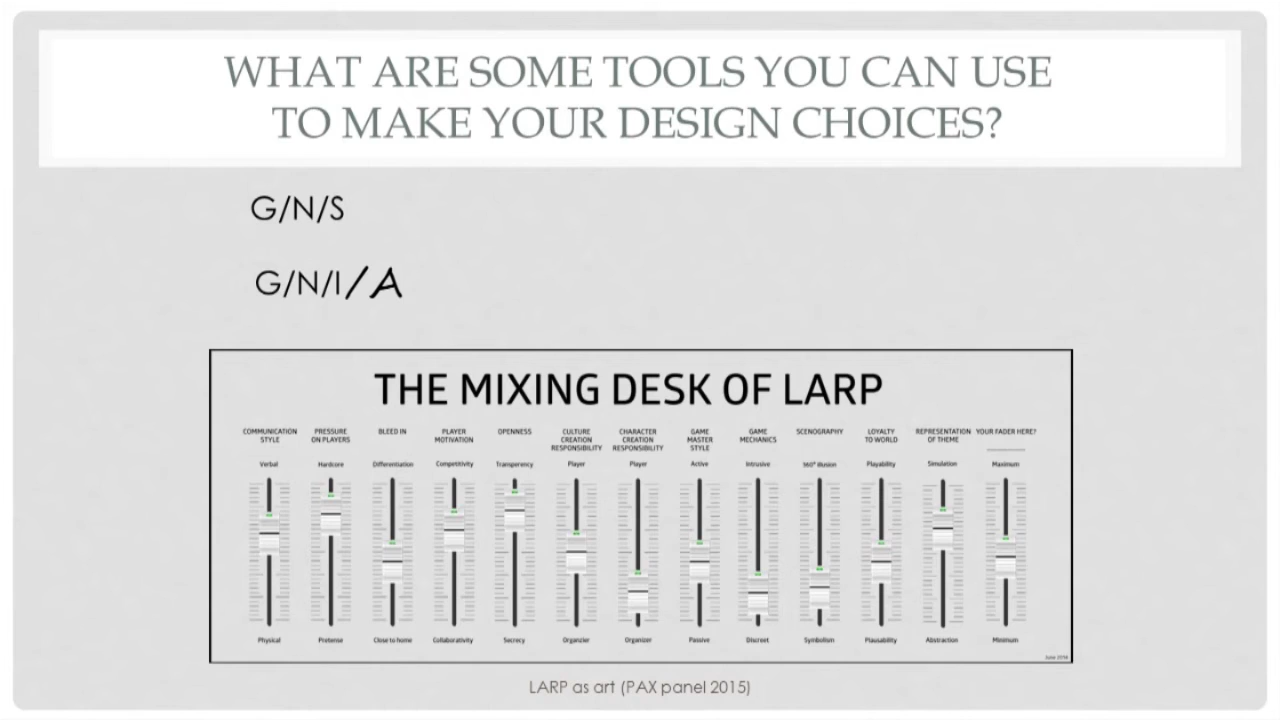 WHAT ARE SOME TOOLS YOU CAN USE
TO MAKE YOUR DESIGN CHOICES?
G/N/S
G/N/I/A
THE MIXING DESK OF LARP
COMMUNICATION STYLE
PRESSURE ON PLAYERS
BLEED IN
PLAYER MOTIVATION
OPENNESS
CULTURE CREATION RESPONSIBILITY
CHARACTER CREATION RESPONSIBILITY
GAME MASTER STYLE
GAME MECHANICS
SCENOGRAPHY
LOYALTY TO WORLD
REPRESENTATION OF THEME
YOUR FADER HERE?
Verbal Hardcore Differentiation Competitivity Transparency Player Player Active Intrusive 360° illusion Playability Simulation Maximum
Physical Pretense Close to home Collaborativity Secrecy Organzier Organizer Passive Discreet Symbolism Plausability Abstraction Minimum
LARP as art (PAX panel 2015)